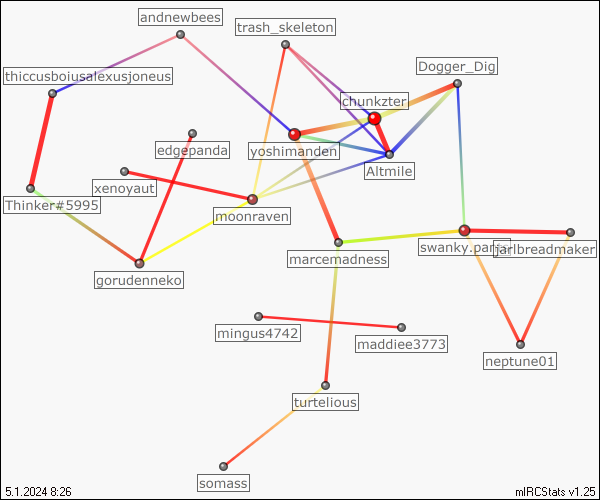 andnewbees
trash_skeleton
Dogger_Dig
thiccusboiusalexusjoneus
chunkzter
edgepanda
yoshimanden
Altmile
xenoyaut
Thinker#5995
moonraven
swanky.panda
jarlbreadmaker
marcemadness
gorudenneko
mingus4742
maddiee3773
neptune01
turtelious
somass
5.1.2024 8:26
mIRCStats v1.25